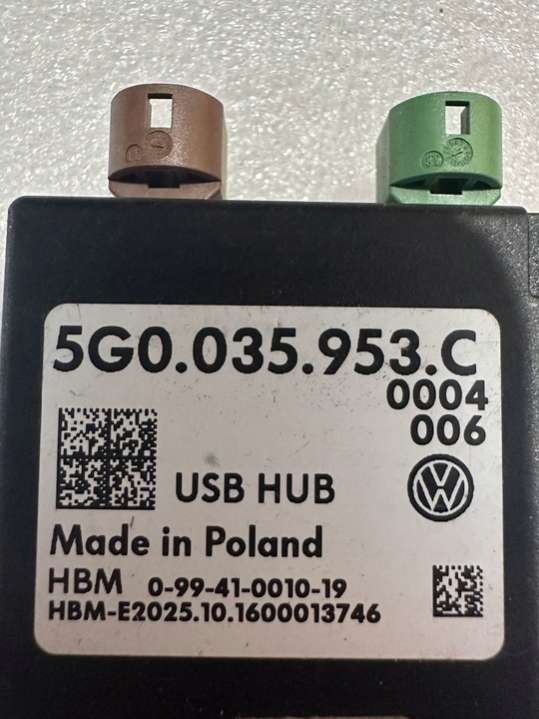 5G0.035.953.C
0004
006
USB HUB
Made in Poland
HBM 0-99-41-0010-19
HBM-E2025.10.1600013746